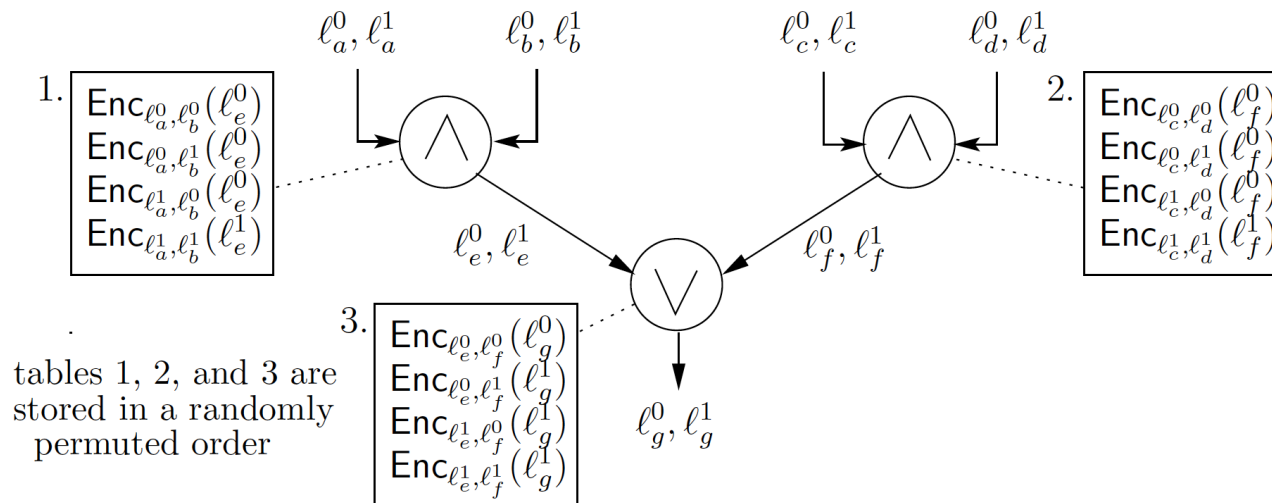 ℓ_a^0, ℓ_a^1
ℓ_b^0, ℓ_b^1
ℓ_c^0, ℓ_c^1
ℓ_d^0, ℓ_d^1
1.
Enc_{ℓ_a^0,ℓ_b^0}(ℓ_e^0)
Enc_{ℓ_a^0,ℓ_b^1}(ℓ_e^0)
Enc_{ℓ_a^1,ℓ_b^0}(ℓ_e^0)
Enc_{ℓ_a^1,ℓ_b^1}(ℓ_e^1)
∧
∧
2.
Enc_{ℓ_c^0,ℓ_d^0}(ℓ_f^0)
Enc_{ℓ_c^0,ℓ_d^1}(ℓ_f^0)
Enc_{ℓ_c^1,ℓ_d^0}(ℓ_f^0)
Enc_{ℓ_c^1,ℓ_d^1}(ℓ_f^1)
ℓ_e^0, ℓ_e^1
ℓ_f^0, ℓ_f^1
∨
3.
Enc_{ℓ_e^0,ℓ_f^0}(ℓ_g^0)
Enc_{ℓ_e^0,ℓ_f^1}(ℓ_g^1)
Enc_{ℓ_e^1,ℓ_f^0}(ℓ_g^1)
Enc_{ℓ_e^1,ℓ_f^1}(ℓ_g^1)
ℓ_g^0, ℓ_g^1
tables 1, 2, and 3 are
stored in a randomly
permuted order